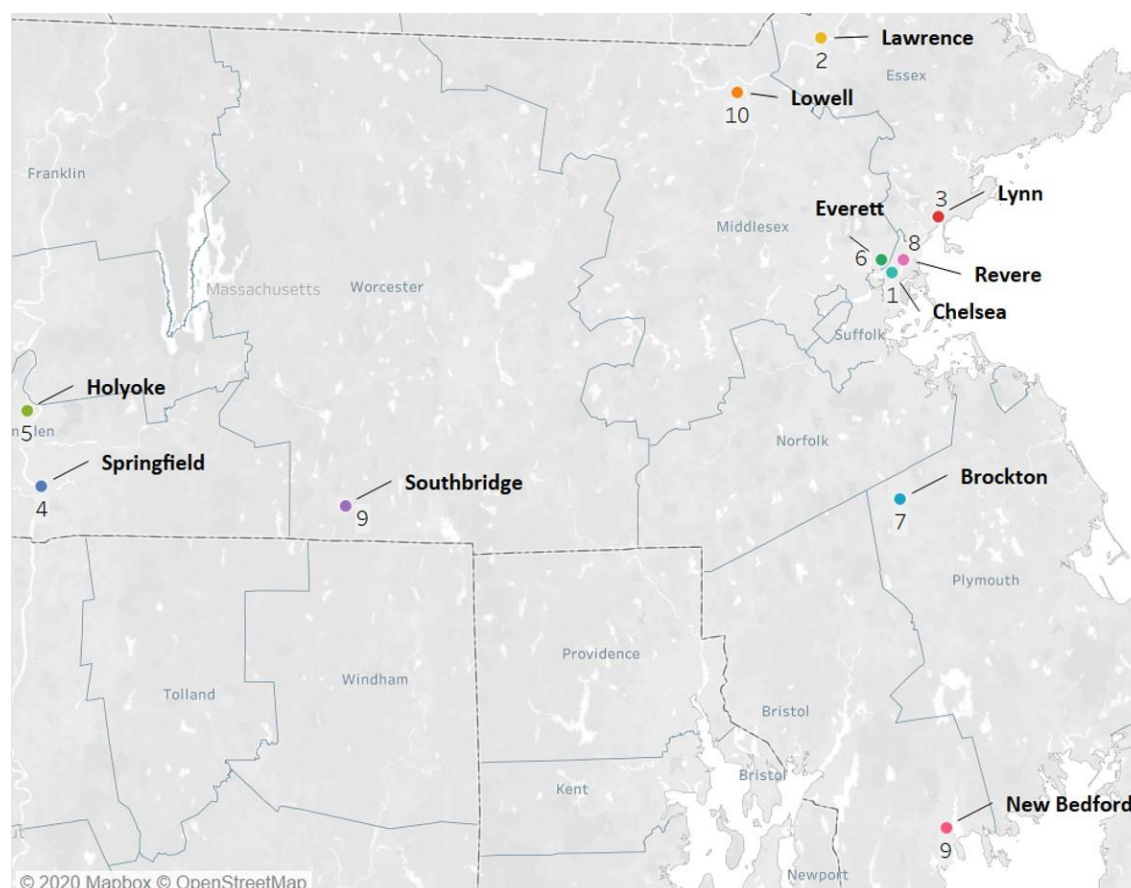 Lawrence
2
Essex
Lowell
10
Franklin
3
Lynn
Everett
Middlesex
8
6
Revere
Massachusetts
Worcester
1
Chelsea
Suffolk
Holyoke
5
Norfolk
Springfield
4
Southbridge
9
Brockton
7
Plymouth
Providence
Tolland
Windham
Bristol
Bristol
Kent
New Bedford
9
Newport
© 2020 Mapbox © OpenStreetMap